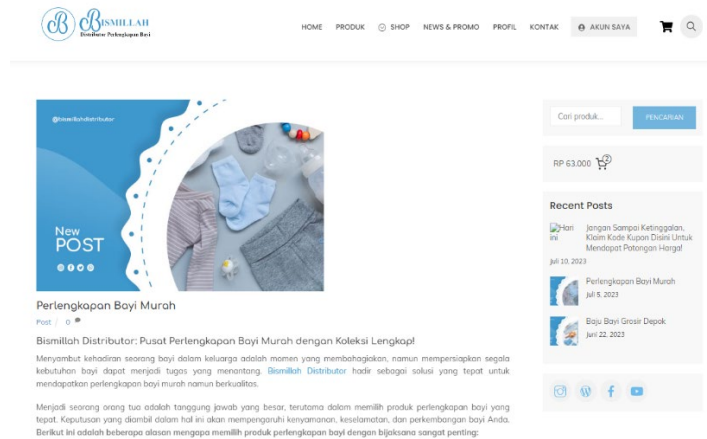 BISMILLAH
Distributor Perlengkapan Bayi
HOME PRODUK SHOP NEWS & PROMO PROFIL KONTAK AKUN SAYA
@bismillahdistributor
New
POST
Perlengkapan Bayi Murah
Post / 0
Bismillah Distributor: Pusat Perlengkapan Bayi Murah dengan Koleksi Lengkap!
Menyambut kehadiran seorang bayi dalam keluarga adalah momen yang membahagiakan, namun mempersiapkan segala
kebutuhan bayi dapat menjadi tugas yang menantang. Bismillah Distributor hadir sebagai solusi yang tepat untuk
mendapatkan perlengkapan bayi murah namun berkualitas.
Menjadi seorang orang tua adalah tanggung jawab yang besar, terutama dalam memilih produk perlengkapan bayi yang
tepat. Keputusan yang diambil dalam hal ini akan mempengaruhi kenyamanan, keselamatan, dan perkembangan bayi Anda.
Berikut ini adalah beberapa alasan mengapa memilih produk perlengkapan bayi dengan bijaksana sangat penting:
Cari produk...
PENCARIAN
RP 63.000 2
Recent Posts
Hari ini
Jangan Sampai Ketinggalan,
Klaim Kode Kupon Disini Untuk
Mendapat Potongan Harga!
Juli 10, 2023
Perlengkapan Bayi Murah
Juli 5, 2023
Baju Bayi Grosir Depok
Juni 22, 2023